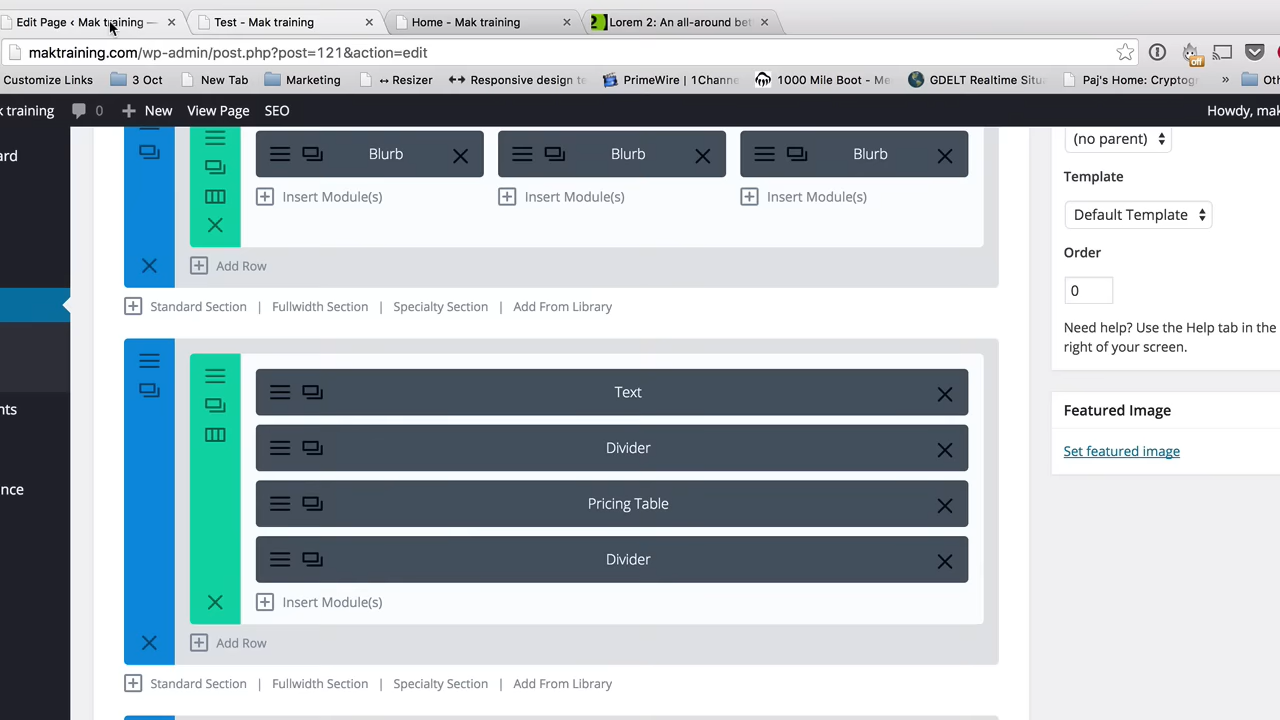 Edit Page ‹ Mak training —
Test - Mak training
Home - Mak training
Lorem 2: An all-around bet
maktraining.com/wp-admin/post.php?post=121&action=edit
Customize Links
3 Oct
New Tab
Marketing
↔ Resizer
Responsive design te
PrimeWire | 1Channe
1000 Mile Boot - Me
GDELT Realtime Situ
Paj's Home: Cryptogr
»
Oth
k training
0
New
View Page
SEO
Howdy, mak
ard
nts
nce
Blurb
Blurb
Blurb
Insert Module(s)
Insert Module(s)
Insert Module(s)
Add Row
Standard Section | Fullwidth Section | Specialty Section | Add From Library
Text
Divider
Pricing Table
Divider
Insert Module(s)
Add Row
Standard Section | Fullwidth Section | Specialty Section | Add From Library
(no parent)
Template
Default Template
Order
0
Need help? Use the Help tab in the
right of your screen.
Featured Image
Set featured image
off